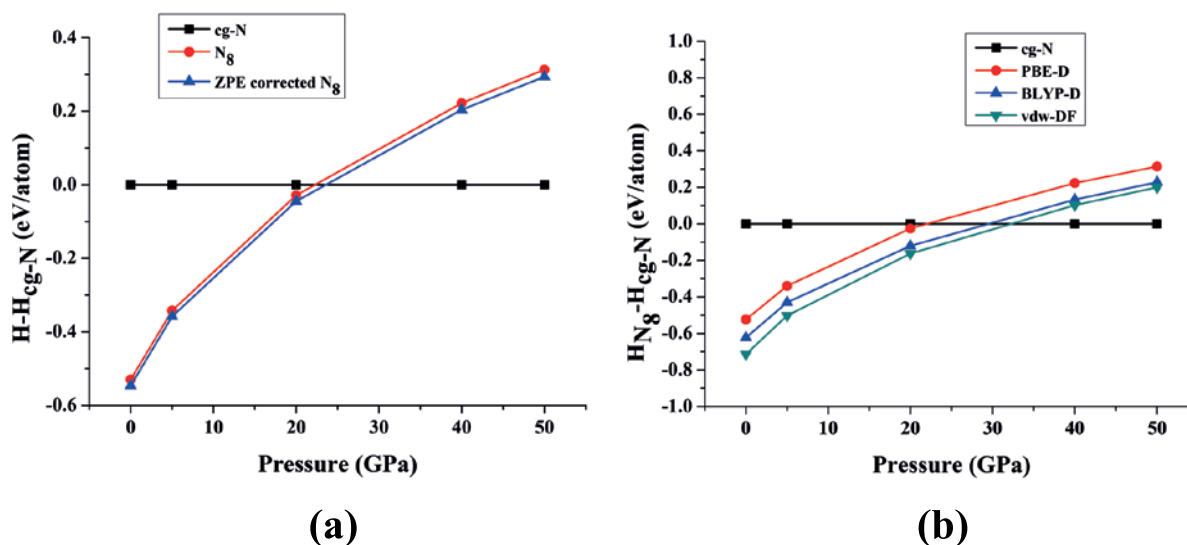 cg-N
N8
ZPE corrected N8
0.4
0.2
0.0
-0.2
-0.4
-0.6
H-Hcg-N (eV/atom)
0 10 20 30 40 50
Pressure (GPa)
(a)
cg-N
PBE-D
BLYP-D
vdw-DF
1.0
0.8
0.6
0.4
0.2
0.0
-0.2
-0.4
-0.6
-0.8
-1.0
HN8-Hcg-N (eV/atom)
0 10 20 30 40 50
Pressure (GPa)
(b)